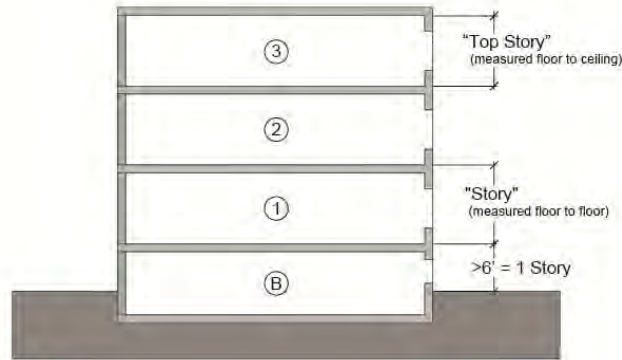 "Top Story"
(measured floor to ceiling)
3
2
"Story"
(measured floor to floor)
1
>6' = 1 Story
B